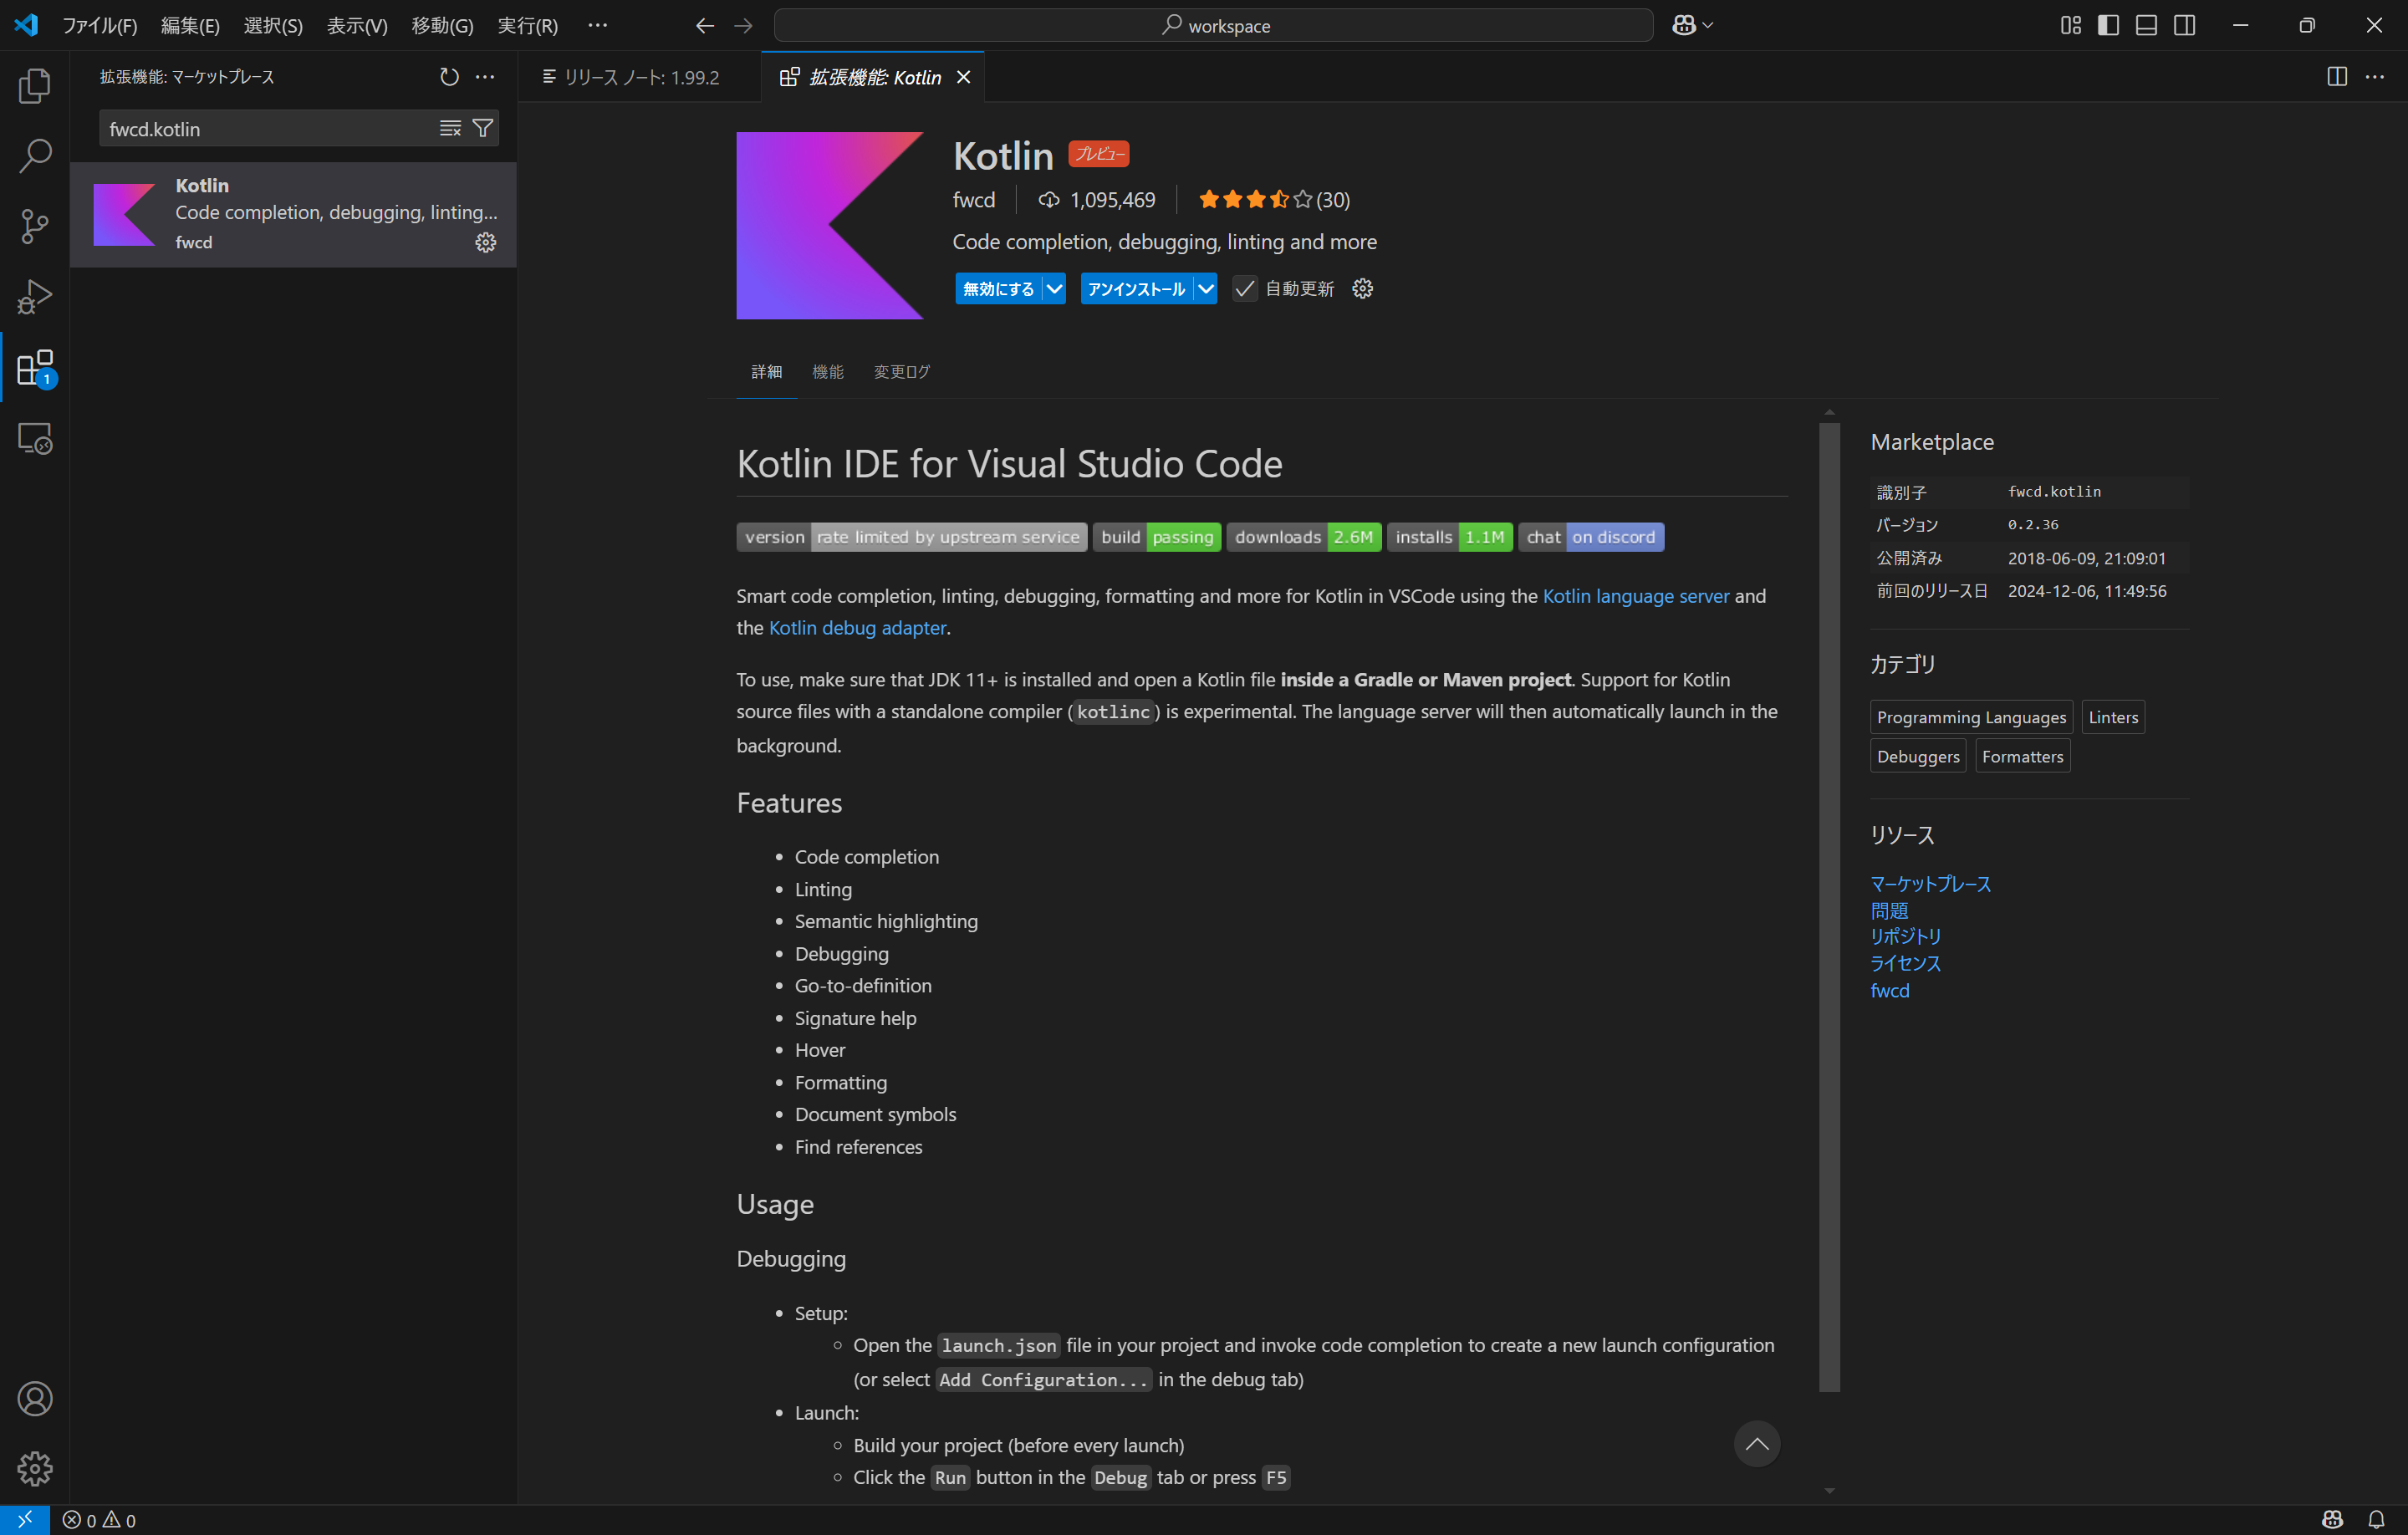 ファイル(F) 編集(E) 選択(S) 表示(V) 移動(G) 実行(R) … workspace
拡張機能: マーケットプレース
fwcd.kotlin
Kotlin
Code completion, debugging, linting...
fwcd
1
リリース ノート: 1.99.2
拡張機能: Kotlin
Kotlin プレビュー
fwcd 1,095,469 (30)
Code completion, debugging, linting and more
無効にする アンインストール 自動更新
詳細 機能 変更ログ
Kotlin IDE for Visual Studio Code
version rate limited by upstream service build passing downloads 2.6M installs 1.1M chat on discord
Smart code completion, linting, debugging, formatting and more for Kotlin in VSCode using the Kotlin language server and
the Kotlin debug adapter.
To use, make sure that JDK 11+ is installed and open a Kotlin file inside a Gradle or Maven project. Support for Kotlin
source files with a standalone compiler (kotlinc) is experimental. The language server will then automatically launch in the
background.
Features
• Code completion
• Linting
• Semantic highlighting
• Debugging
• Go-to-definition
• Signature help
• Hover
• Formatting
• Document symbols
• Find references
Usage
Debugging
• Setup:
◦ Open the launch.json file in your project and invoke code completion to create a new launch configuration
(or select Add Configuration... in the debug tab)
• Launch:
◦ Build your project (before every launch)
◦ Click the Run button in the Debug tab or press F5
Marketplace
識別子 fwcd.kotlin
バージョン 0.2.36
公開済み 2018-06-09, 21:09:01
前回のリリース日 2024-12-06, 11:49:56
カテゴリ
Programming Languages Linters
Debuggers Formatters
リソース
マーケットプレース
問題
リポジトリ
ライセンス
fwcd
0 0